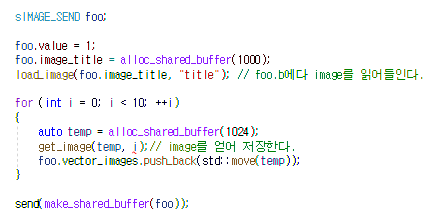 sIMAGE_SEND foo;
foo.value = 1;
foo.image_title = alloc_shared_buffer(1000);
load_image(foo.image_title, "title"); // foo.b에다 image를 읽어들인다.
for (int i = 0; i < 10; ++i)
{
auto temp = alloc_shared_buffer(1024);
get_image(temp, i);// image를 얻어 저장한다.
foo.vector_images.push_back(std::move(temp));
}
send(make_shared_buffer(foo));